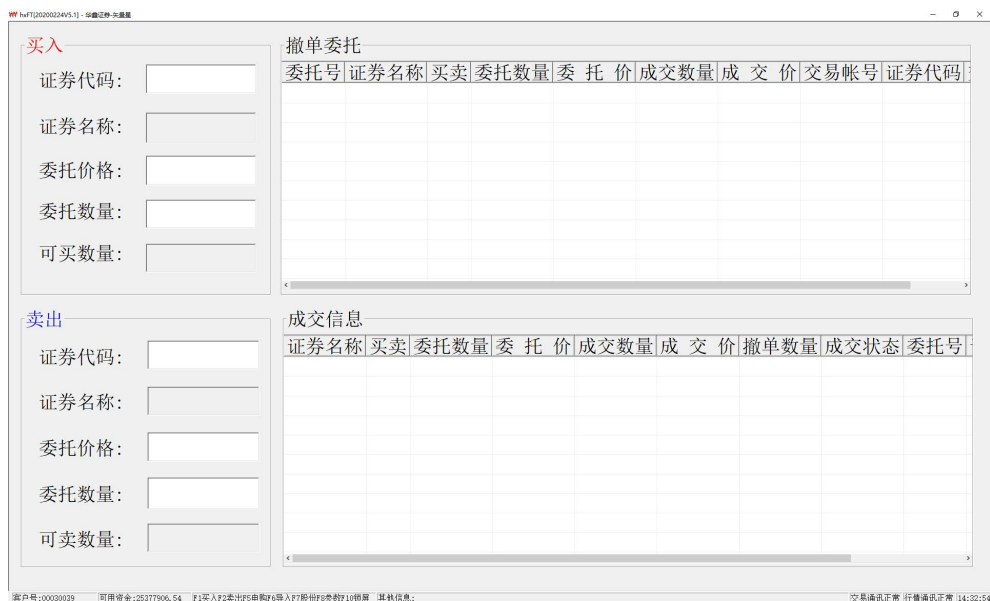 hxFT[20200224V5.1] - 华鑫证券-矢量星
买入
证券代码:
证券名称:
委托价格:
委托数量:
可买数量:
撤单委托
委托号 证券名称 买卖 委托数量 委 托 价 成交数量 成 交 价 交易帐号 证券代码
卖出
证券代码:
证券名称:
委托价格:
委托数量:
可卖数量:
成交信息
证券名称 买卖 委托数量 委 托 价 成交数量 成 交 价 撤单数量 成交状态 委托号
客户号:00030039 可用资金:25377906.54 F1买入F2卖出F5申购F6导入F7股份F8参数F10锁屏 其他信息: 交易通讯正常 行情通讯正常 14:32:54